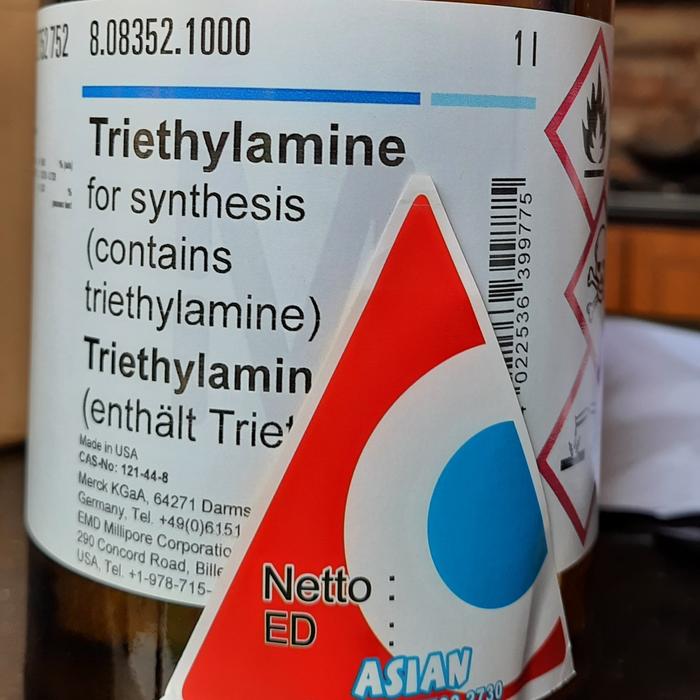 8.08352.1000
1 l
Triethylamine
for synthesis
(contains
triethylamine)
Triethylamin
(enthält Trie
Made in USA
CAS-No: 121-44-8
Merck KGaA, 64271 Darms
Germany, Tel. +49(0)6151
EMD Millipore Corporatio
290 Concord Road, Bille
USA, Tel. +1-978-715-
022536 399775
Netto :
ED :
ASIAN